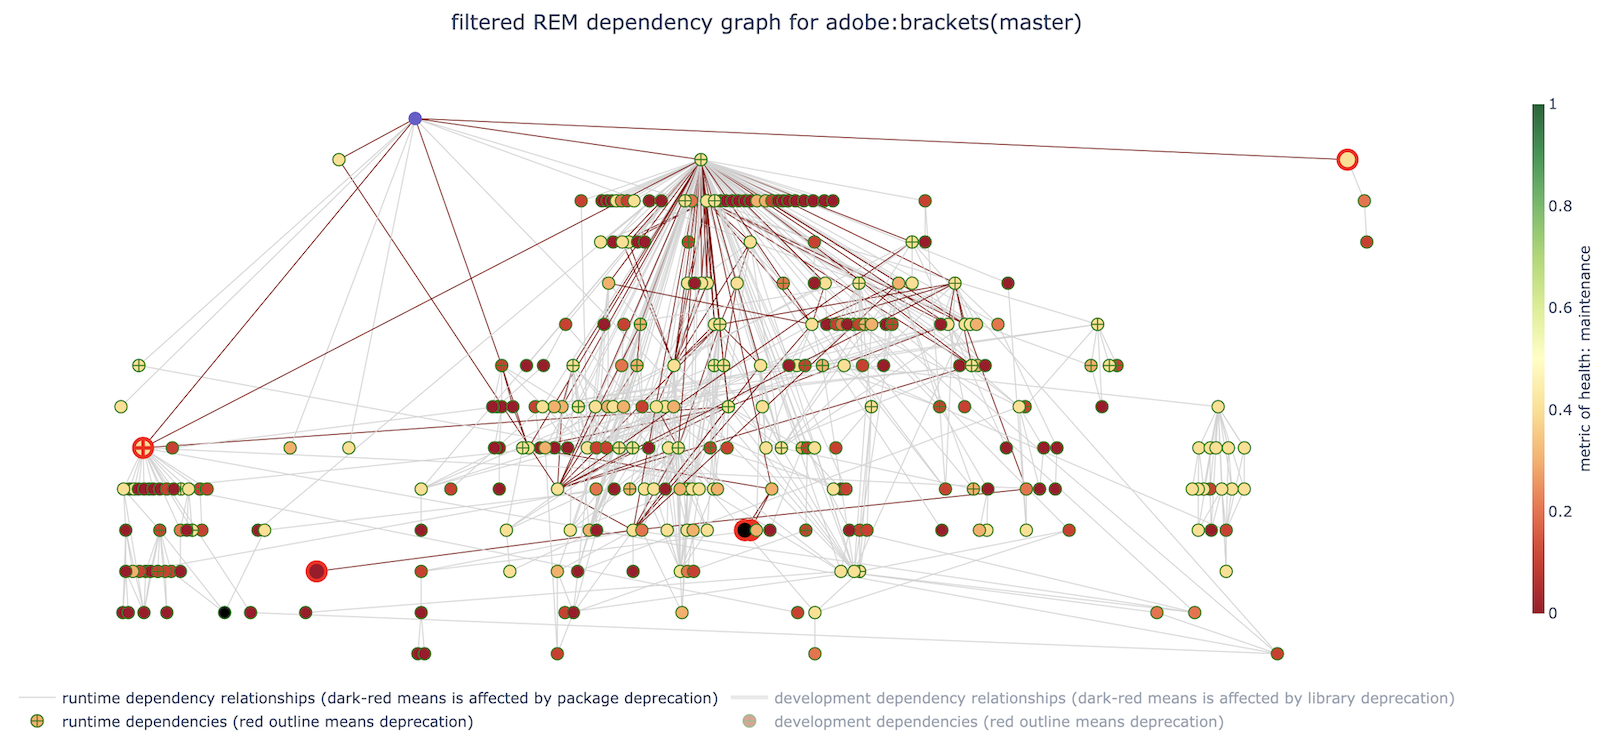 filtered REM dependency graph for adobe:brackets(master)
1
0.8
0.6
0.4
0.2
0
metric of health: maintenance
runtime dependency relationships (dark-red means is affected by package deprecation)
development dependency relationships (dark-red means is affected by library deprecation)
runtime dependencies (red outline means deprecation)
development dependencies (red outline means deprecation)